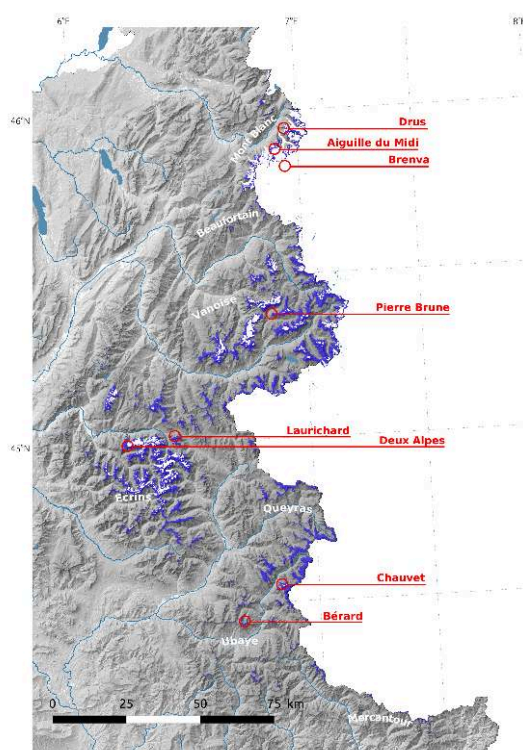 6°E
7°E
8°E
46°N
Drus
Mont Blanc
Aiguille du Midi
Brenva
Beaufortain
Vanoise
Pierre Brune
Laurichard
Deux Alpes
45°N
Ecrins
Queyras
Chauvet
Bérard
Ubaye
Mercantour
0 25 50 75 km